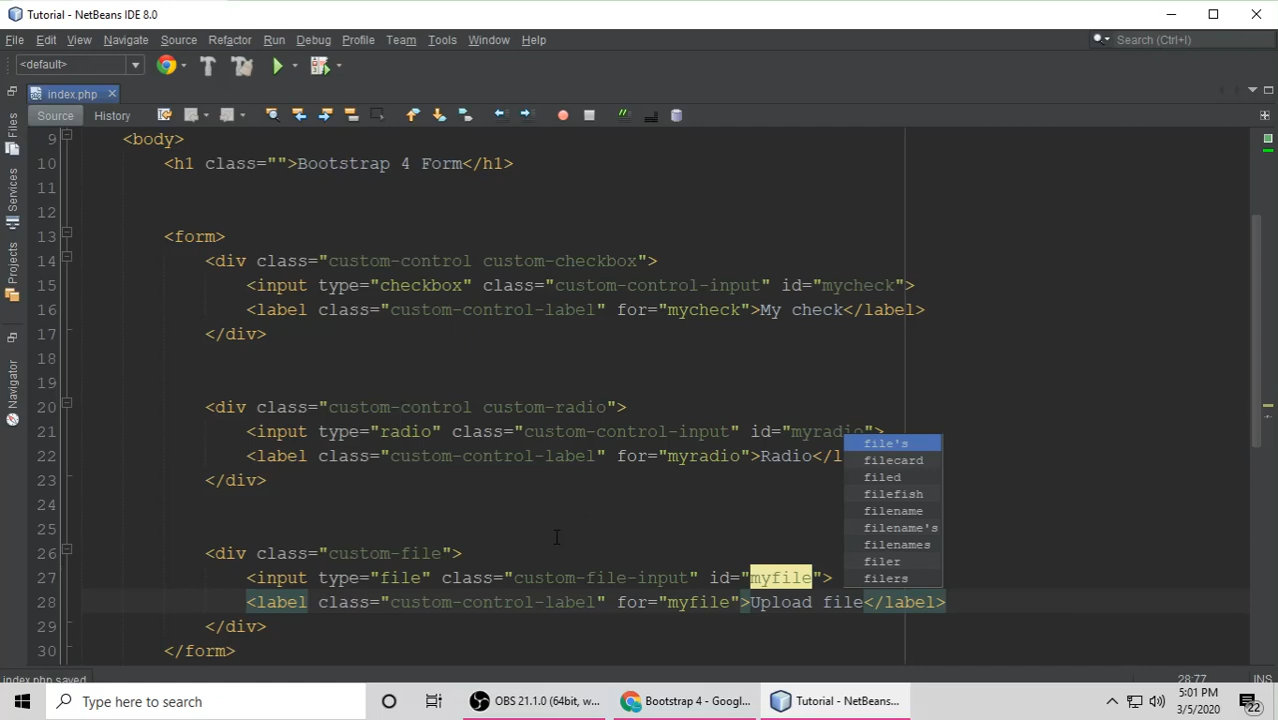 Tutorial - NetBeans IDE 8.0
File Edit View Navigate Source Refactor Run Debug Profile Team Tools Window Help
Search (Ctrl+I)
<default>
index.php
Source History
Files
Services
Projects
Navigator
9 <body>
10 <h1 class="">Bootstrap 4 Form</h1>
11
12
13 <form>
14 <div class="custom-control custom-checkbox">
15 <input type="checkbox" class="custom-control-input" id="mycheck">
16 <label class="custom-control-label" for="mycheck">My check</label>
17 </div>
18
19
20 <div class="custom-control custom-radio">
21 <input type="radio" class="custom-control-input" id="myradio">
22 <label class="custom-control-label" for="myradio">Radio</l
23 </div>
24
25
26 <div class="custom-file">
27 <input type="file" class="custom-file-input" id="myfile">
28 <label class="custom-control-label" for="myfile">Upload file</label>
29 </div>
30 </form>
file's
filecard
filed
filefish
filename
filename's
filenames
filer
filers
index.php saved
28:77 INS
Type here to search
OBS 21.1.0 (64bit, w...
Bootstrap 4 - Googl...
Tutorial - NetBeans...
5:01 PM
3/5/2020
22